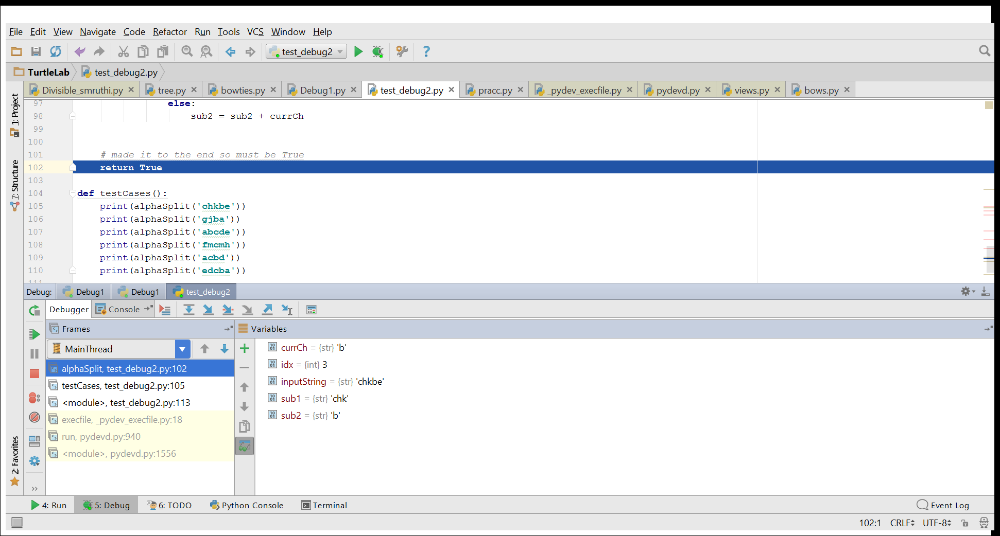 File Edit View Navigate Code Refactor Run Tools VCS Window Help
test_debug2
TurtleLab test_debug2.py
Divisible_smruthi.py tree.py bowties.py Debug1.py test_debug2.py pracc.py _pydev_execfile.py pydevd.py views.py bows.py
1: Project
7: Structure
2: Favorites
97 else:
98 sub2 = sub2 + currCh
99
100
101 # made it to the end so must be True
102 return True
103
104 def testCases():
105 print(alphaSplit('chkbe'))
106 print(alphaSplit('gjba'))
107 print(alphaSplit('abcde'))
108 print(alphaSplit('fmcmh'))
109 print(alphaSplit('acbd'))
110 print(alphaSplit('edcba'))
111
Debug: Debug1 Debug1 test_debug2
Debugger Console
Frames
MainThread
alphaSplit, test_debug2.py:102
testCases, test_debug2.py:105
<module>, test_debug2.py:113
execfile, _pydev_execfile.py:18
run, pydevd.py:940
<module>, pydevd.py:1556
Variables
currCh = {str} 'b'
idx = {int} 3
inputString = {str} 'chkbe'
sub1 = {str} 'chk'
sub2 = {str} 'b'
4: Run 5: Debug 6: TODO Python Console Terminal Event Log
102:1 CRLF UTF-8